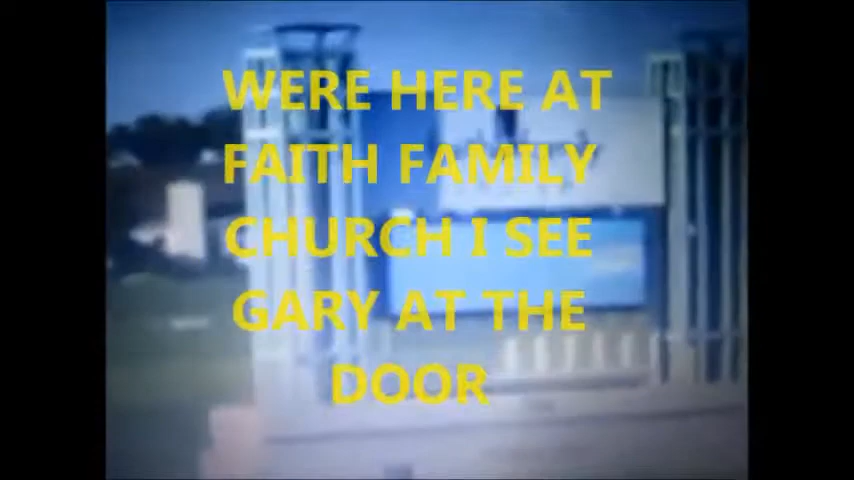 WERE HERE AT
FAITH FAMILY
CHURCH I SEE
GARY AT THE
DOOR